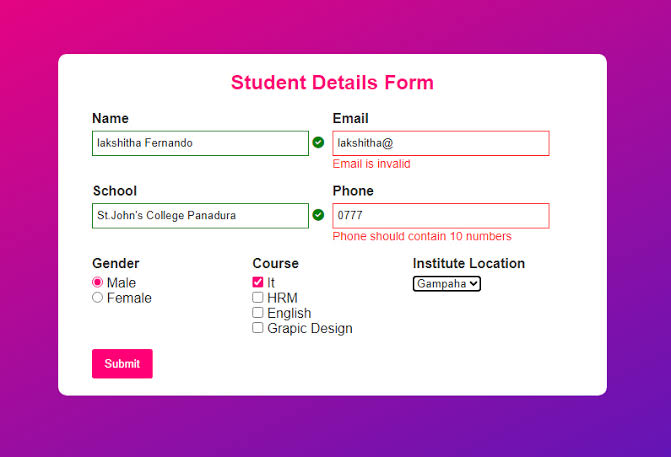 Student Details Form
Name
Email
lakshitha Fernando
lakshitha@
Email is invalid
School
Phone
St.John's College Panadura
0777
Phone should contain 10 numbers
Gender
Course
Institute Location
Male
It
Gampaha
Female
HRM
English
Grapic Design
Submit